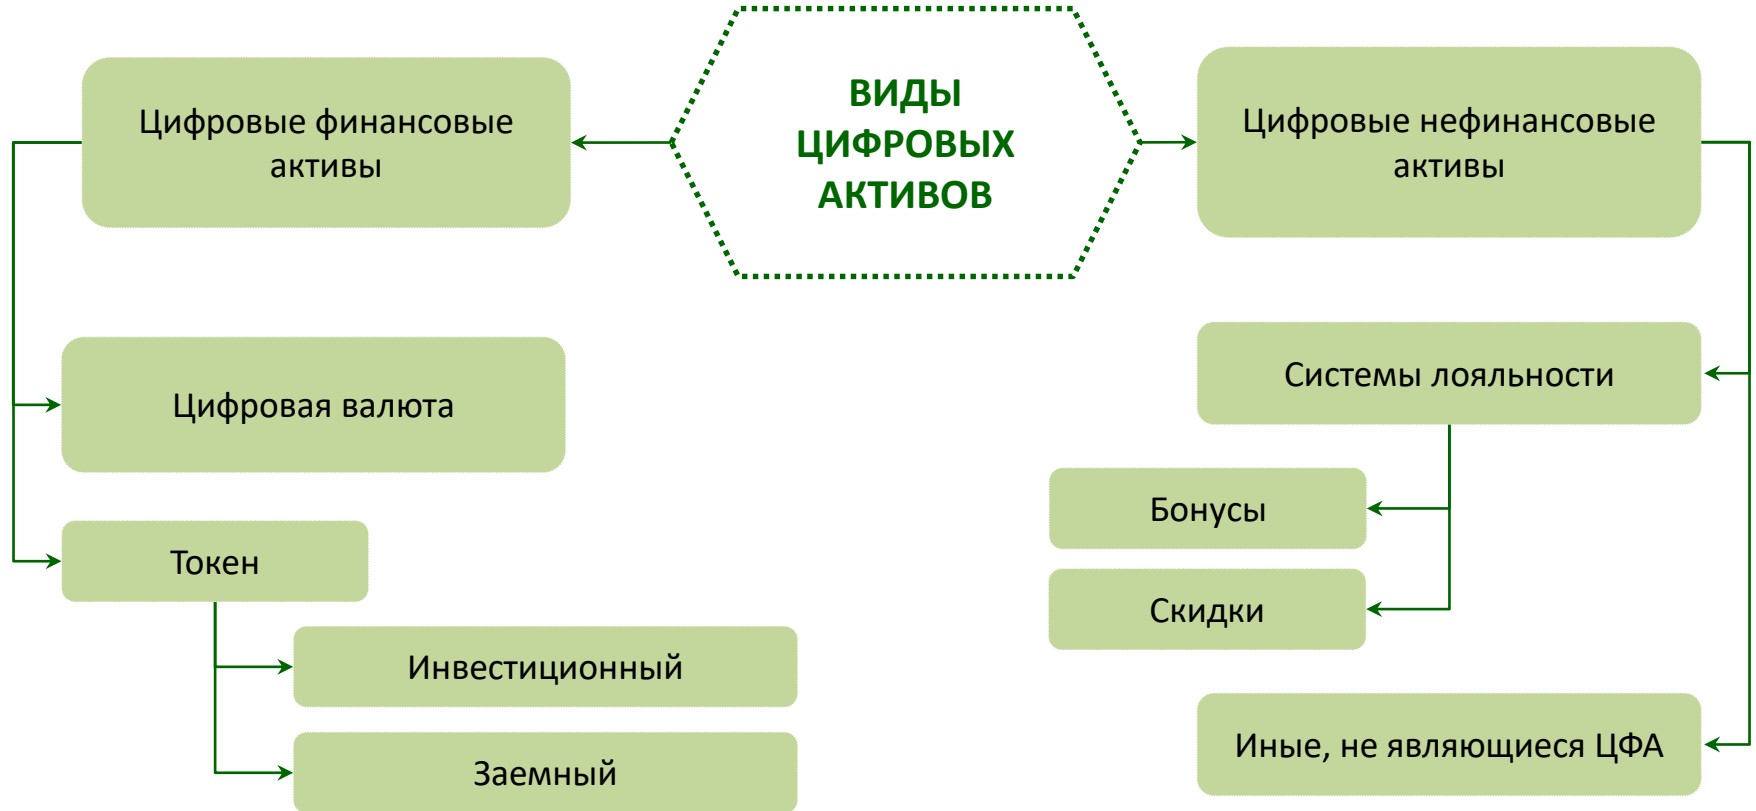 ВИДЫ
ЦИФРОВЫХ
АКТИВОВ
Цифровые финансовые
активы
Цифровые нефинансовые
активы
Цифровая валюта
Токен
Инвестиционный
Заемный
Системы лояльности
Бонусы
Скидки
Иные, не являющиеся ЦФА